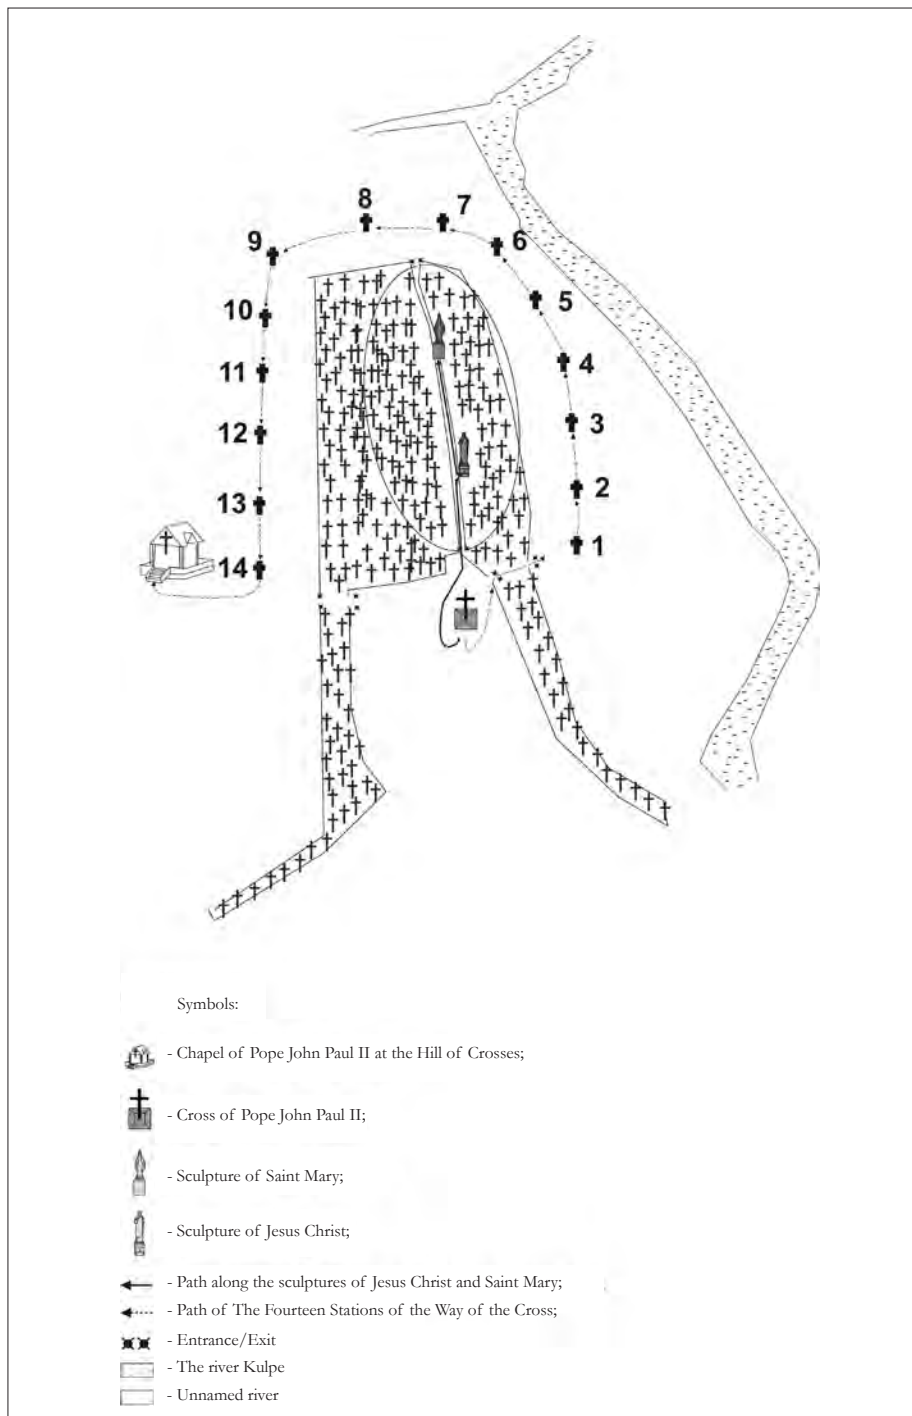 8
7
9
6
10
5
11
4
12
3
13
2
14
1
Symbols:
- Chapel of Pope John Paul II at the Hill of Crosses;
- Cross of Pope John Paul II;
- Sculpture of Saint Mary;
- Sculpture of Jesus Christ;
- Path along the sculptures of Jesus Christ and Saint Mary;
- Path of The Fourteen Stations of the Way of the Cross;
- Entrance/Exit
- The river Kulpe
- Unnamed river